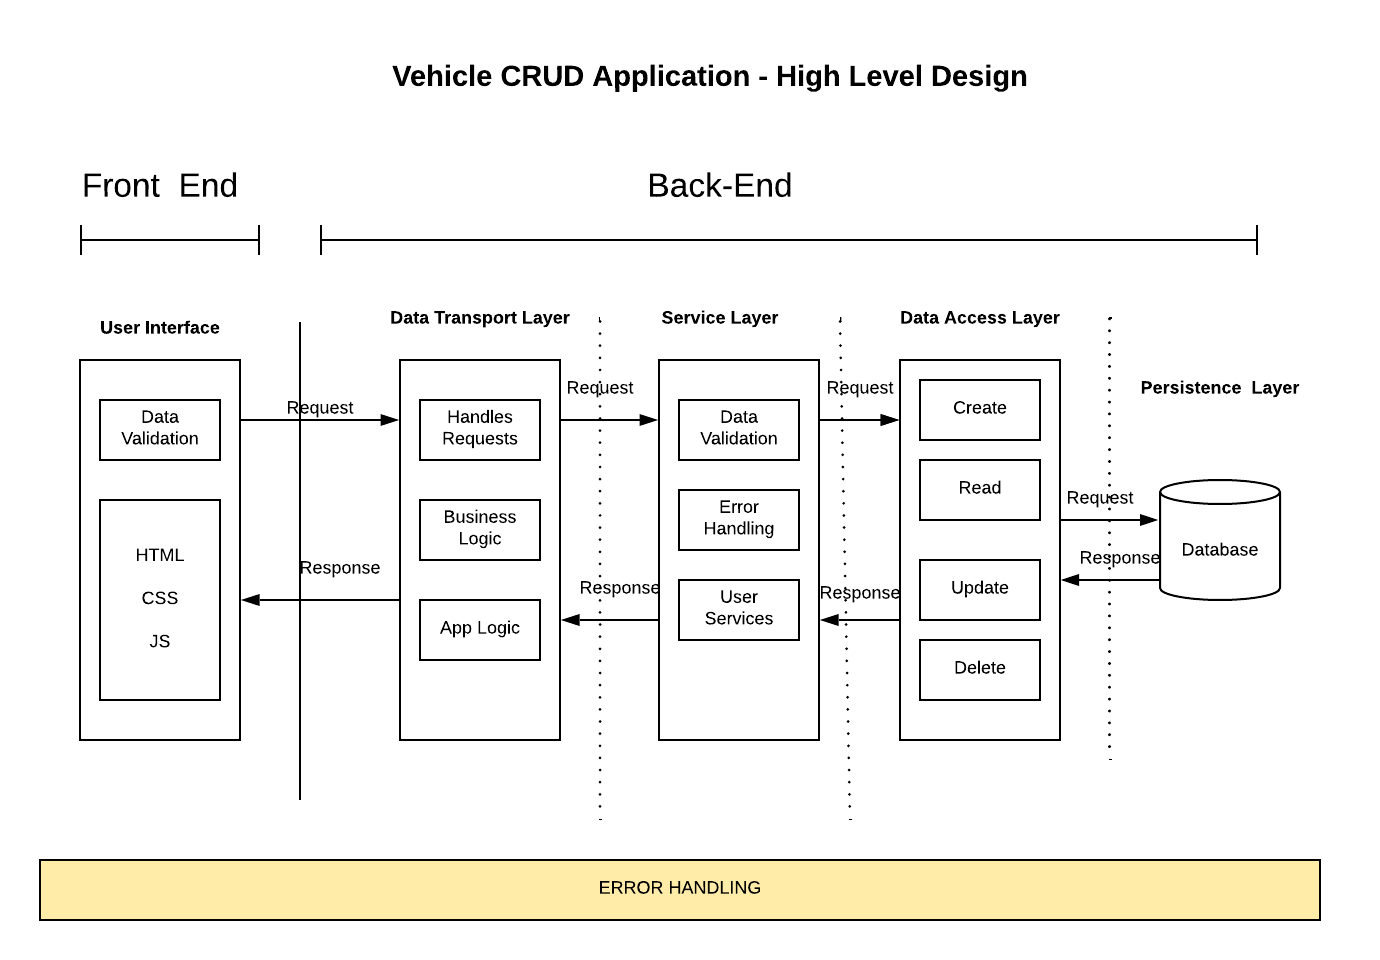 Vehicle CRUD Application - High Level Design
Front End
Back-End
User Interface
Data Transport Layer
Service Layer
Data Access Layer
Persistence Layer
Data
Validation
HTML
CSS
JS
Request
Response
Handles
Requests
Business
Logic
App Logic
Request
Response
Data
Validation
Error
Handling
User
Services
Request
Response
Create
Read
Update
Delete
Request
Response
Database
ERROR HANDLING